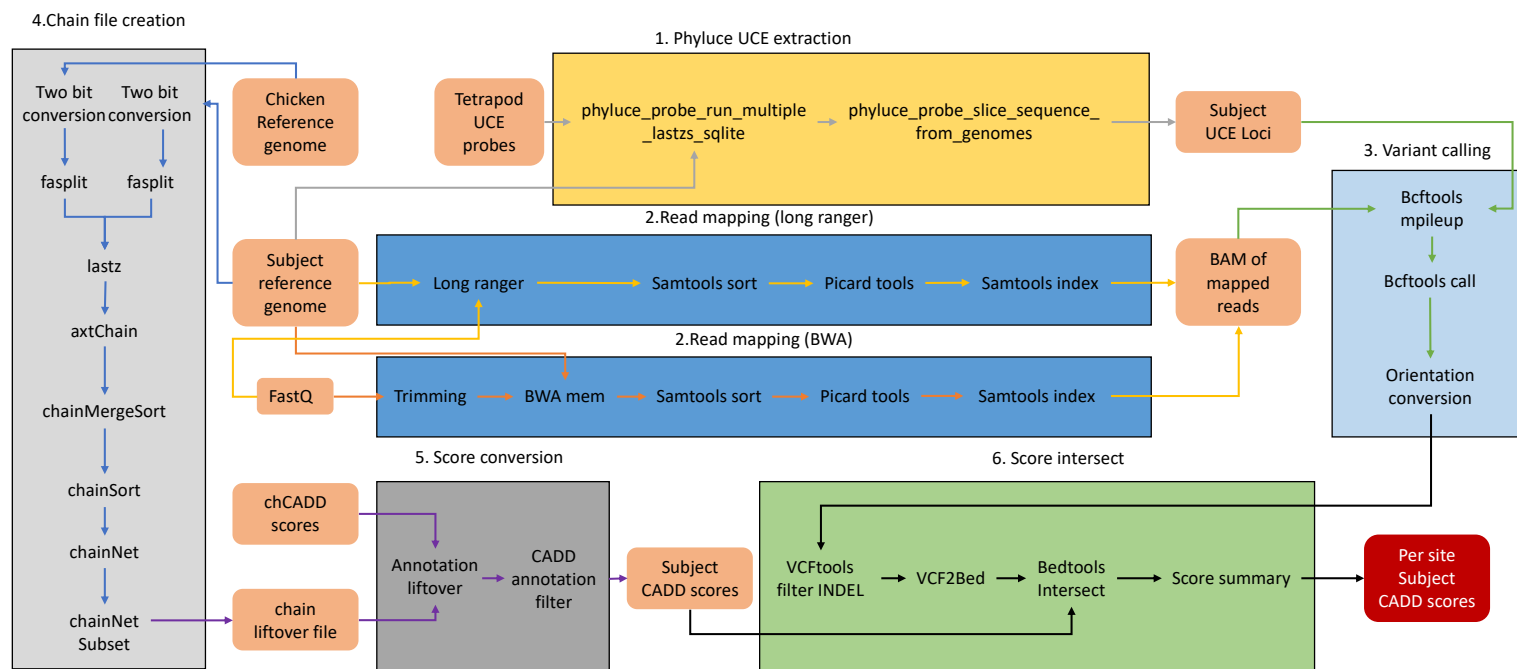 4.Chain file creation
Two bit
conversion
Two bit
conversion
fasplit
fasplit
lastz
axtChain
chainMergeSort
chainSort
chainNet
chainNet
Subset
Chicken
Reference
genome
Subject
reference
genome
FastQ
1. Phyluce UCE extraction
Tetrapod
UCE
probes
phyluce_probe_run_multiple
_lastzs_sqlite
phyluce_probe_slice_sequence_
from_genomes
Subject
UCE Loci
2.Read mapping (long ranger)
Long ranger
Samtools sort
Picard tools
Samtools index
BAM of
mapped
reads
2.Read mapping (BWA)
Trimming
BWA mem
Samtools sort
Picard tools
Samtools index
3. Variant calling
Bcftools
mpileup
Bcftools call
Orientation
conversion
5. Score conversion
chCADD
scores
chain
liftover file
Annotation
liftover
CADD
annotation
filter
Subject
CADD scores
6. Score intersect
VCFtools
filter INDEL
VCF2Bed
Bedtools
Intersect
Score summary
Per site
Subject
CADD scores